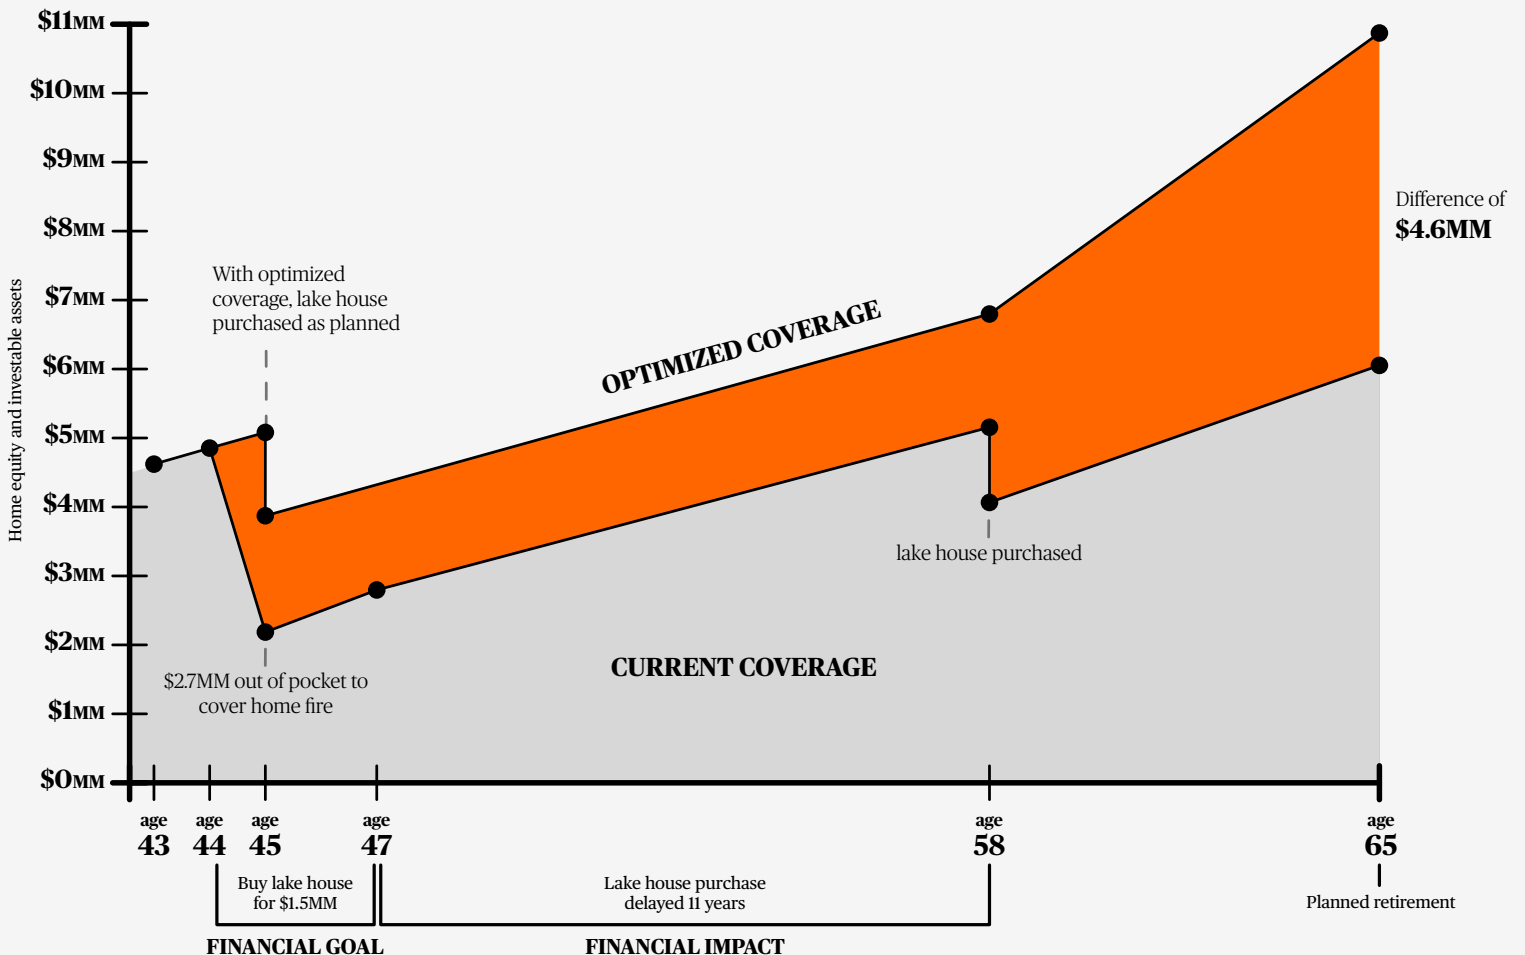 $11MM
$10MM
$9MM
$8MM
$7MM
$6MM
$5MM
$4MM
$3MM
$2MM
$1MM
$0MM
Home equity and investable assets
With optimized
coverage, lake house
purchased as planned
OPTIMIZED COVERAGE
Difference of
$4.6MM
lake house purchased
CURRENT COVERAGE
$2.7MM out of pocket to
cover home fire
age
43
age
44
age
45
age
47
age
58
age
65
Buy lake house
for $1.5MM
FINANCIAL GOAL
Lake house purchase
delayed 11 years
FINANCIAL IMPACT
Planned retirement